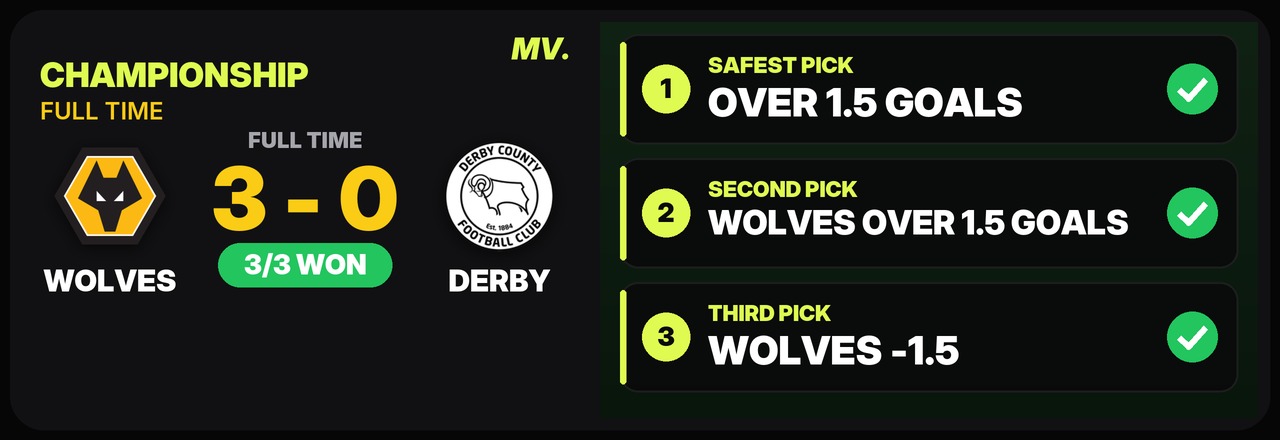 MV.
CHAMPIONSHIP
FULL TIME
FULL TIME
3 - 0
3/3 WON
WOLVES
DERBY COUNTY
Est. 1884
FOOTBALL CLUB
DERBY
1
SAFEST PICK
OVER 1.5 GOALS
2
SECOND PICK
WOLVES OVER 1.5 GOALS
3
THIRD PICK
WOLVES -1.5